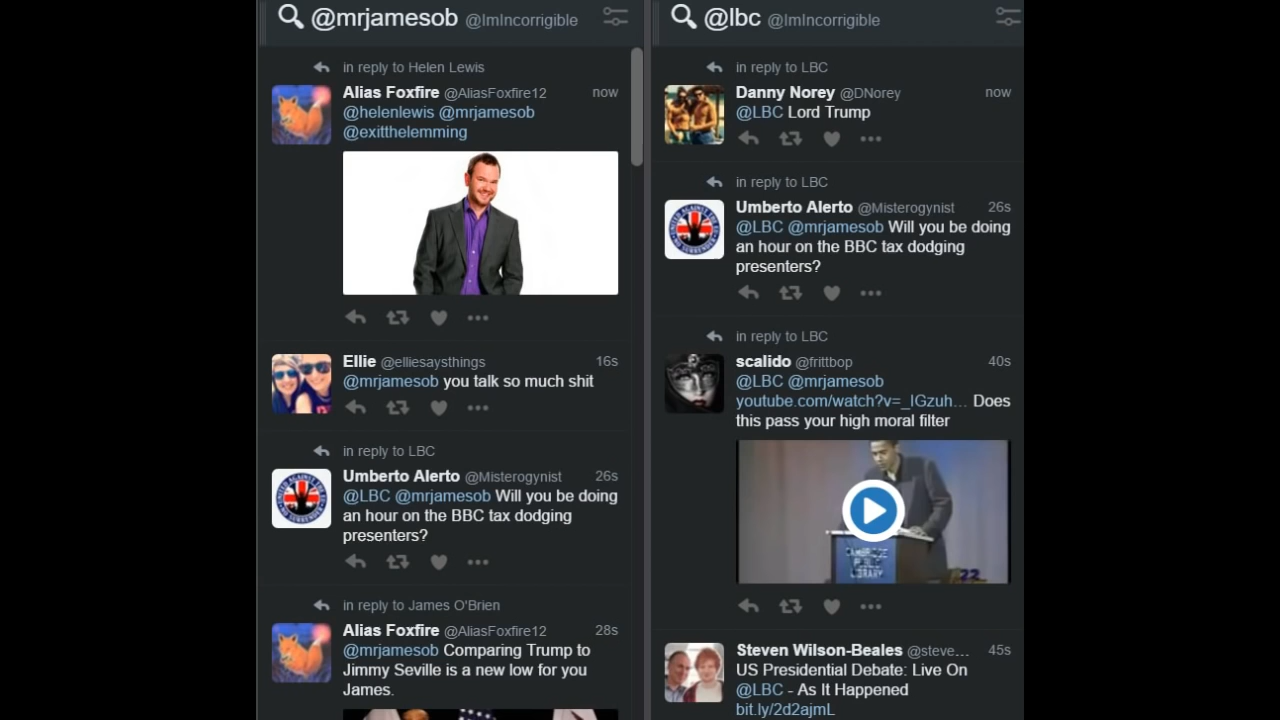 @mrjamesob @ImIncorrigible
in reply to Helen Lewis
Alias Foxfire @AliasFoxfire12 now
@helenlewis @mrjamesob
@exitthelemming
Ellie @elliesaysthings 16s
@mrjamesob you talk so much shit
in reply to LBC
Umberto Alerto @Misterogynist 26s
@LBC @mrjamesob Will you be doing
an hour on the BBC tax dodging
presenters?
in reply to James O'Brien
Alias Foxfire @AliasFoxfire12 28s
@mrjamesob Comparing Trump to
Jimmy Seville is a new low for you
James.
@lbc @ImIncorrigible
in reply to LBC
Danny Norey @DNorey now
@LBC Lord Trump
in reply to LBC
Umberto Alerto @Misterogynist 26s
@LBC @mrjamesob Will you be doing
an hour on the BBC tax dodging
presenters?
in reply to LBC
scalido @frittbop 40s
@LBC @mrjamesob
youtube.com/watch?v=_IGzuh… Does
this pass your high moral filter
CAMBRIDGE
PUBLIC
LIBRARY
22
Steven Wilson-Beales @steve… 45s
US Presidential Debate: Live On
@LBC - As It Happened
bit.ly/2d2ajmL